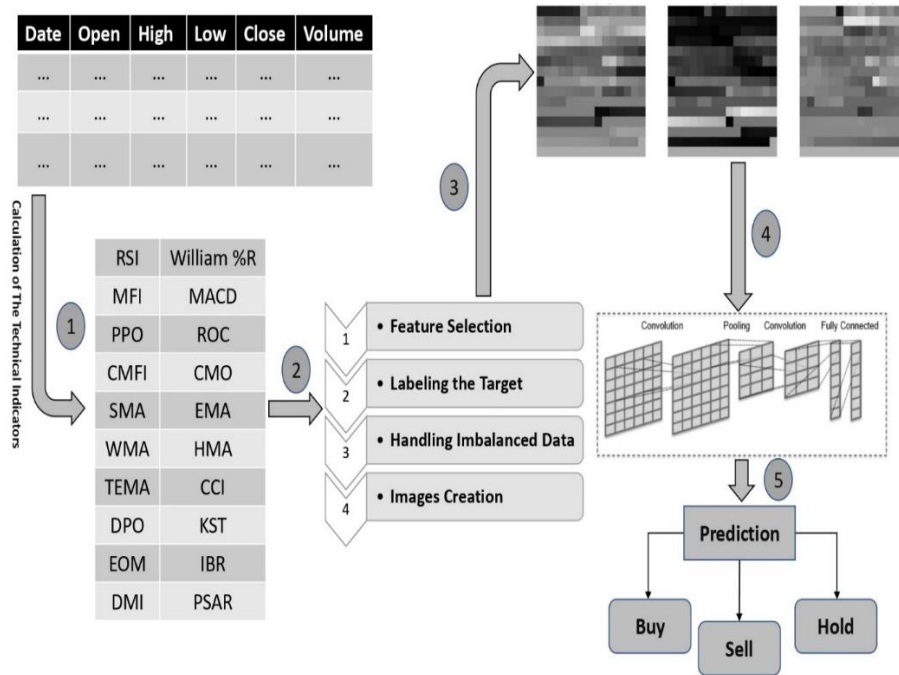 Date Open High Low Close Volume
... ... ... ... ... ...
... ... ... ... ... ...
... ... ... ... ... ...
Calculation of The Technical Indicators
1
RSI William %R
MFI MACD
PPO ROC
CMFI CMO
SMA EMA
WMA HMA
TEMA CCI
DPO KST
EOM IBR
DMI PSAR
2
1 • Feature Selection
2 • Labeling the Target
3 • Handling Imbalanced Data
4 • Images Creation
3
4
Convolution Pooling Convolution Fully Connected
5
Prediction
Buy Sell Hold